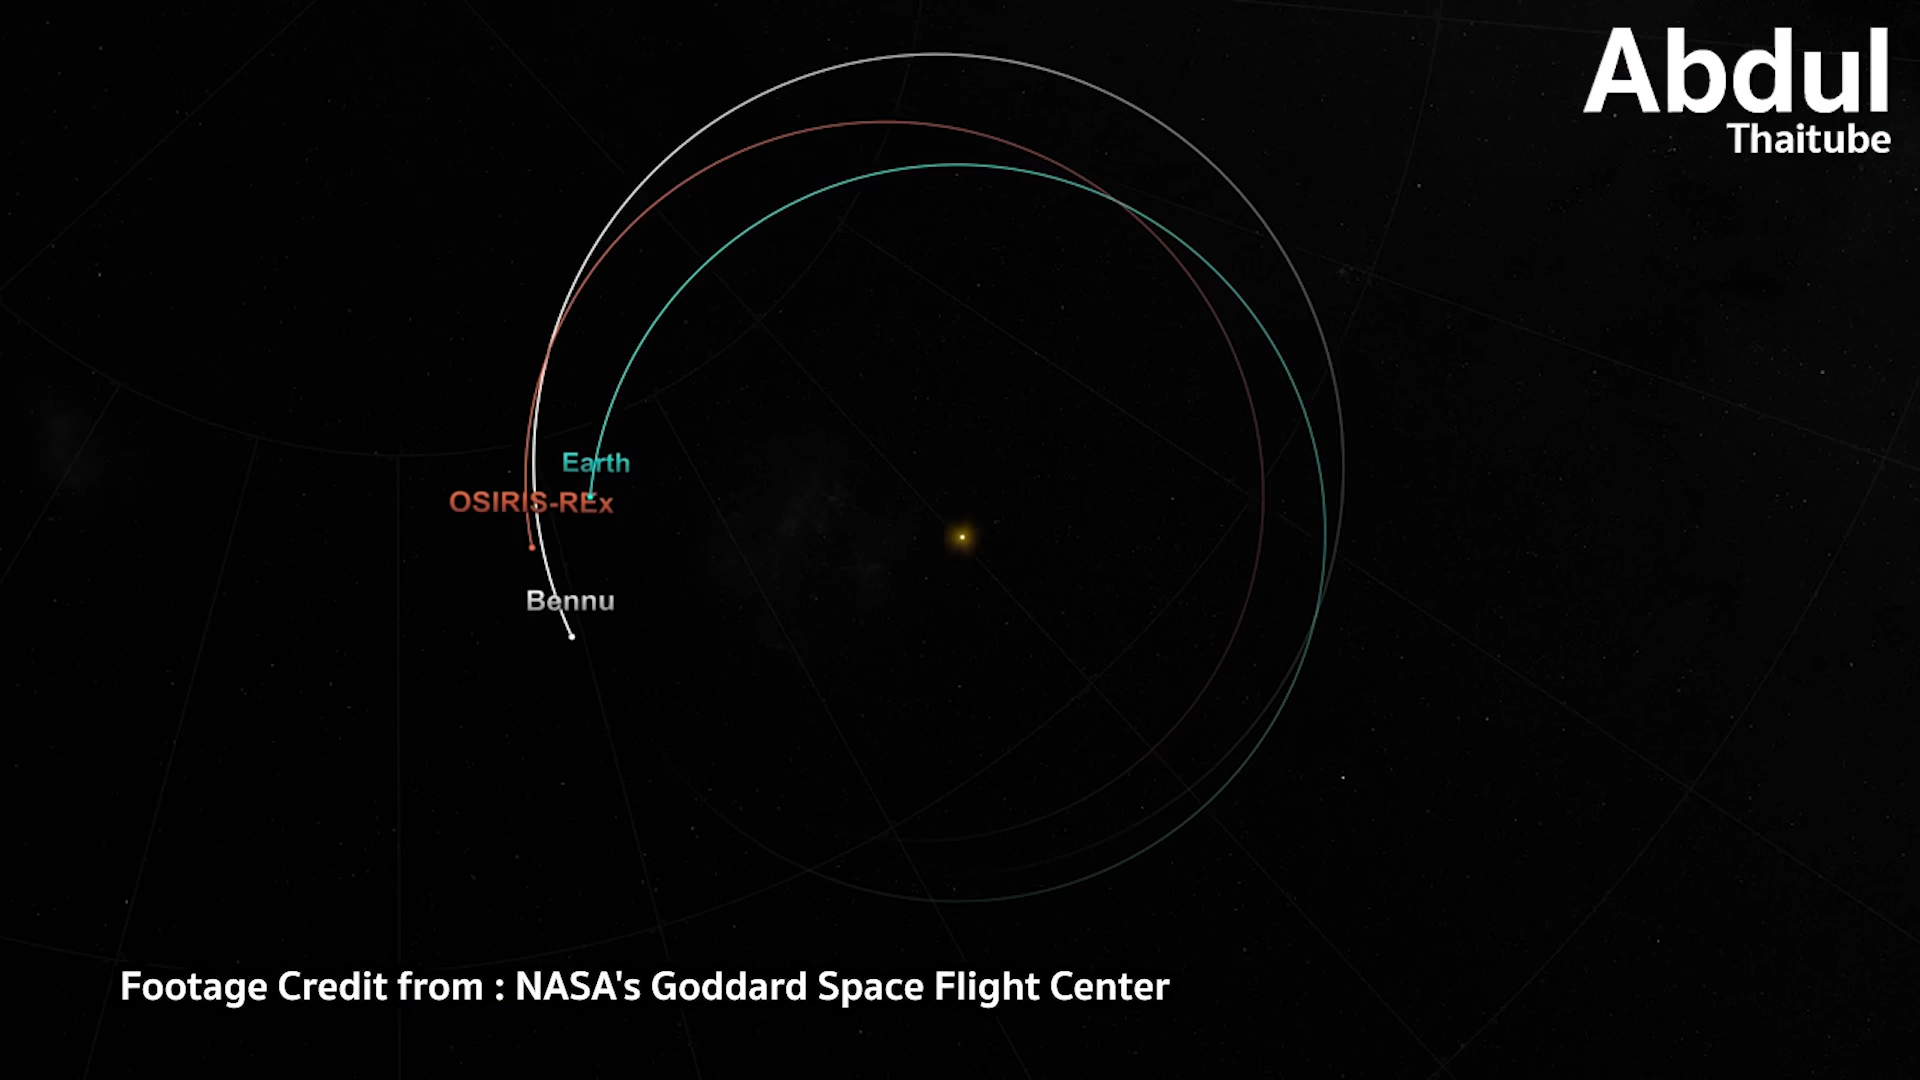 Abdul
Thaitube
Earth
OSIRIS-REx
Bennu
Footage Credit from : NASA's Goddard Space Flight Center